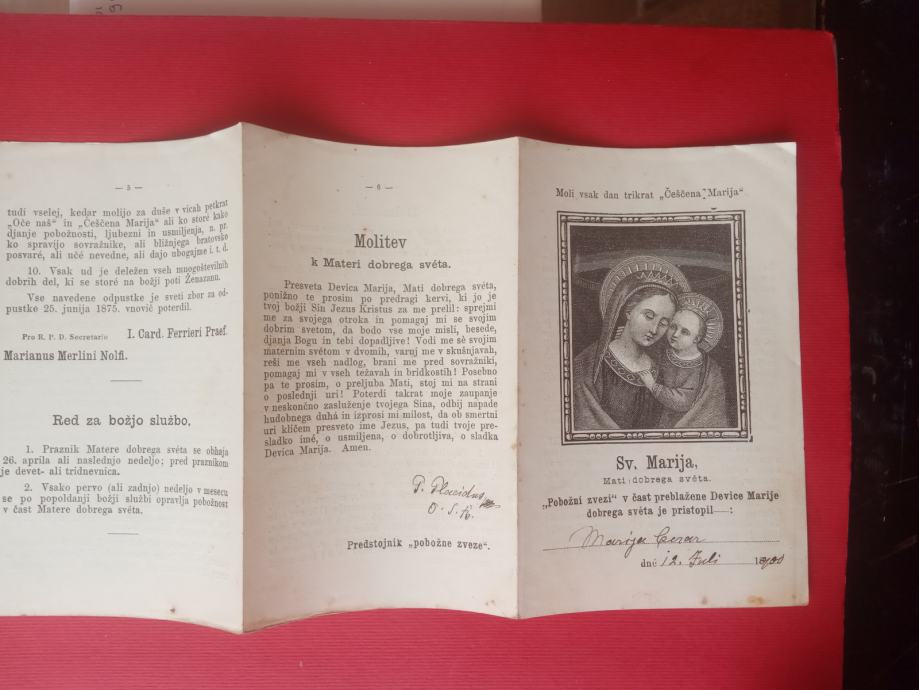 — 5 —
tudi vselej, kedar molijo za duše v vicah petkrat
„Oče naš“ in „Češčena Marija“ ali ko storé kako
djanje pobožnosti, ljubezni in usmiljenja, n. pr.
ko spravijo sovražnike, ali bližnjega bratovsko
posvaré, ali učé nevedne, ali dajo ubogajme i. t. d.
10. Vsak ud je deležen vseh mnogoštevilnih
dobrih del, ki se storé na božji poti Ženazanu.
Vse navedene odpustke je sveti zbor za od-
pustke 25. junija 1875. vnovič poterdil.
Pro R. P. D. Secretario I. Card. Ferrieri Praef.
Marianus Merlini Nolfi.
Red za božjo službo.
1. Praznik Matere dobrega svéta se obhaja
26. aprila ali naslednjo nedeljo; pred praznikom
je devet- ali tridnevnica.
2. Vsako pervo (ali zadnjo) nedeljo v mesecu
se po popoldanji božji službi opravlja pobožnost
v čast Matere dobrega svéta.
— 6 —
Molitev
k Materi dobrega svéta.
Presveta Devica Marija, Mati dobrega svéta,
ponižno te prosim po predragi kervi, ki jo je
tvoj božji Sin Jezus Kristus za me prelil: sprejmi
me za svojega otroka in pomagaj mi se svojim
dobrim svetom, da bodo vse moje misli, besede,
djanja Bogu in tebi dopadljive! Vodi me sè svojim
maternim svétom v dvomih, varuj me v skušnjavah,
reši me vseh nadlog, brani me pred sovražniki,
pomagaj mi v vseh težavah in bridkostih! Posebno
pa te prosim, o preljuba Mati, stoj mi na strani
o poslednji uri! Poterdi takrat moje zaupanje
v neskončno zasluženje tvojega Sina, odbij napade
hudobnega duhá in izprosi mi milost, da ob smertni
uri kličem presveto ime Jezus, pa tudi tvoje pre-
sladko imé, o usmiljena, o dobrotljiva, o sladka
Devica Marija. Amen.
P. Placidus
O. S. F.
Predstojnik „pobožne zveze“.
Moli vsak dan trikrat „Češčena Marija“
Sv. Marija,
Mati dobrega svéta.
„Pobožni zvezi“ v čast preblažene Device Marije
dobrega svéta je pristopil—:
Marija Cerar
dné 12. Juli 1900